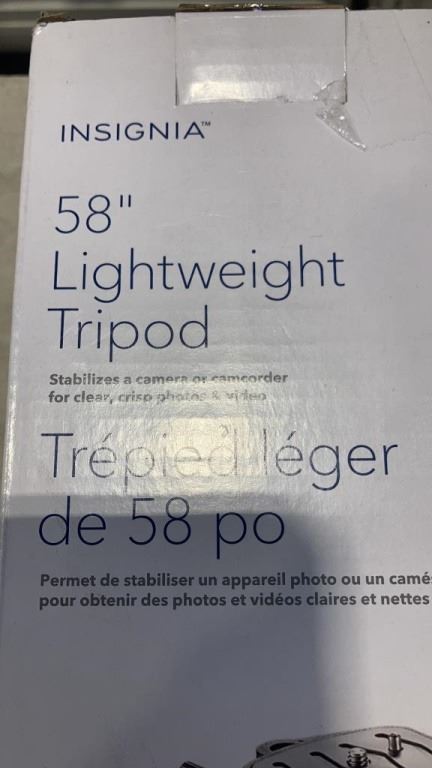 INSIGNIA™
58"
Lightweight
Tripod
Stabilizes a camera or camcorder
for clear, crisp photos & video
Trépied léger
de 58 po
Permet de stabiliser un appareil photo ou un camé
pour obtenir des photos et vidéos claires et nettes